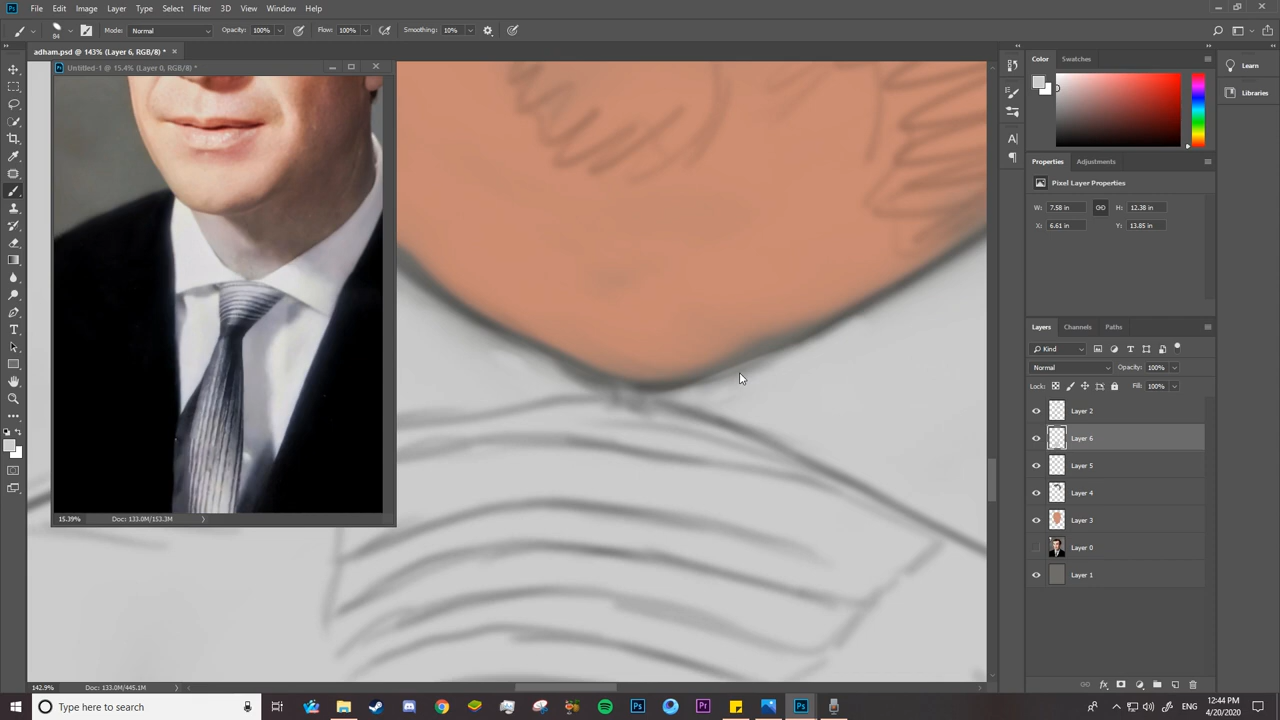 File Edit Image Layer Type Select Filter 3D View Window Help
84 Mode: Normal Opacity: 100% Flow: 100% Smoothing: 10%
adham.psd @ 143% (Layer 6, RGB/8) *
Untitled-1 @ 15.4% (Layer 0, RGB/8) *
15.39% Doc: 133.0M/153.3M
142.9% Doc: 133.0M/445.1M
Color Swatches
Learn
Libraries
Properties Adjustments
Pixel Layer Properties
W: 7.58 in H: 12.38 in
X: 6.61 in Y: 13.85 in
Layers Channels Paths
Kind
Normal Opacity: 100%
Lock: Fill: 100%
Layer 2
Layer 6
Layer 5
Layer 4
Layer 3
Layer 0
Layer 1
Type here to search
ENG
12:44 PM
4/20/2020